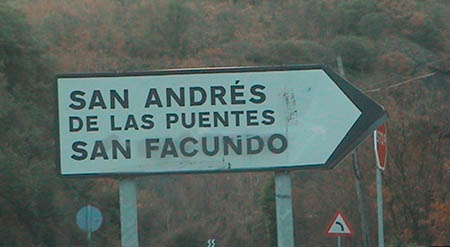 SAN ANDRÉS
DE LAS PUENTES
SAN FACUNDO